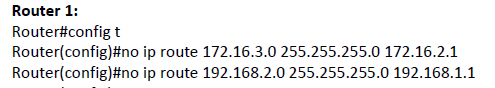 Router 1:
Router#config t
Router(config)#no ip route 172.16.3.0 255.255.255.0 172.16.2.1
Router(config)#no ip route 192.168.2.0 255.255.255.0 192.168.1.1